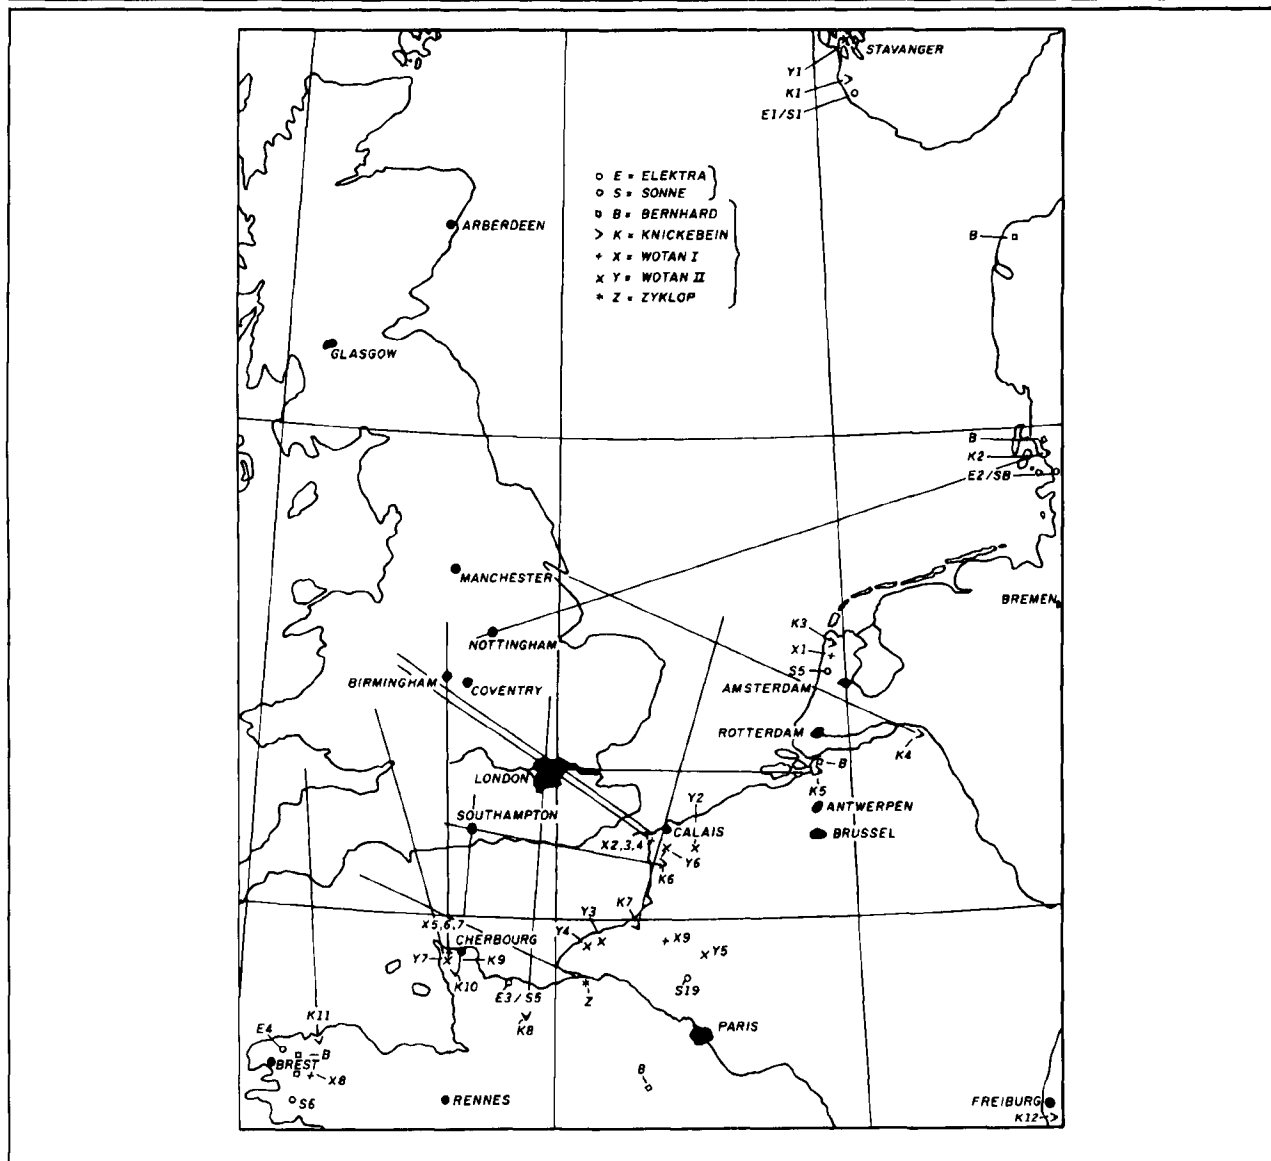 STAVANGER
Y1
K1
E1/S1
E = ELEKTRA
S = SONNE
B = BERNHARD
K = KNICKEBEIN
X = WOTAN I
Y = WOTAN II
Z = ZYKLOP
ARBERDEEN
B
GLASGOW
B
K2
E2/SB
MANCHESTER
BREMEN
NOTTINGHAM
K3
X1
S5
BIRMINGHAM
COVENTRY
AMSTERDAM
ROTTERDAM
K4
B
LONDON
K5
Y2
ANTWERPEN
SOUTHAMPTON
CALAIS
BRUSSEL
X2,3,4
Y6
K6
K7
Y3
X5,6,7
Y4
CHERBOURG
X9
Y5
Y7
K9
K10
E3/S5
Z
S19
K11
K8
PARIS
E4
B
BREST
X8
B
S6
RENNES
FREIBURG
K12